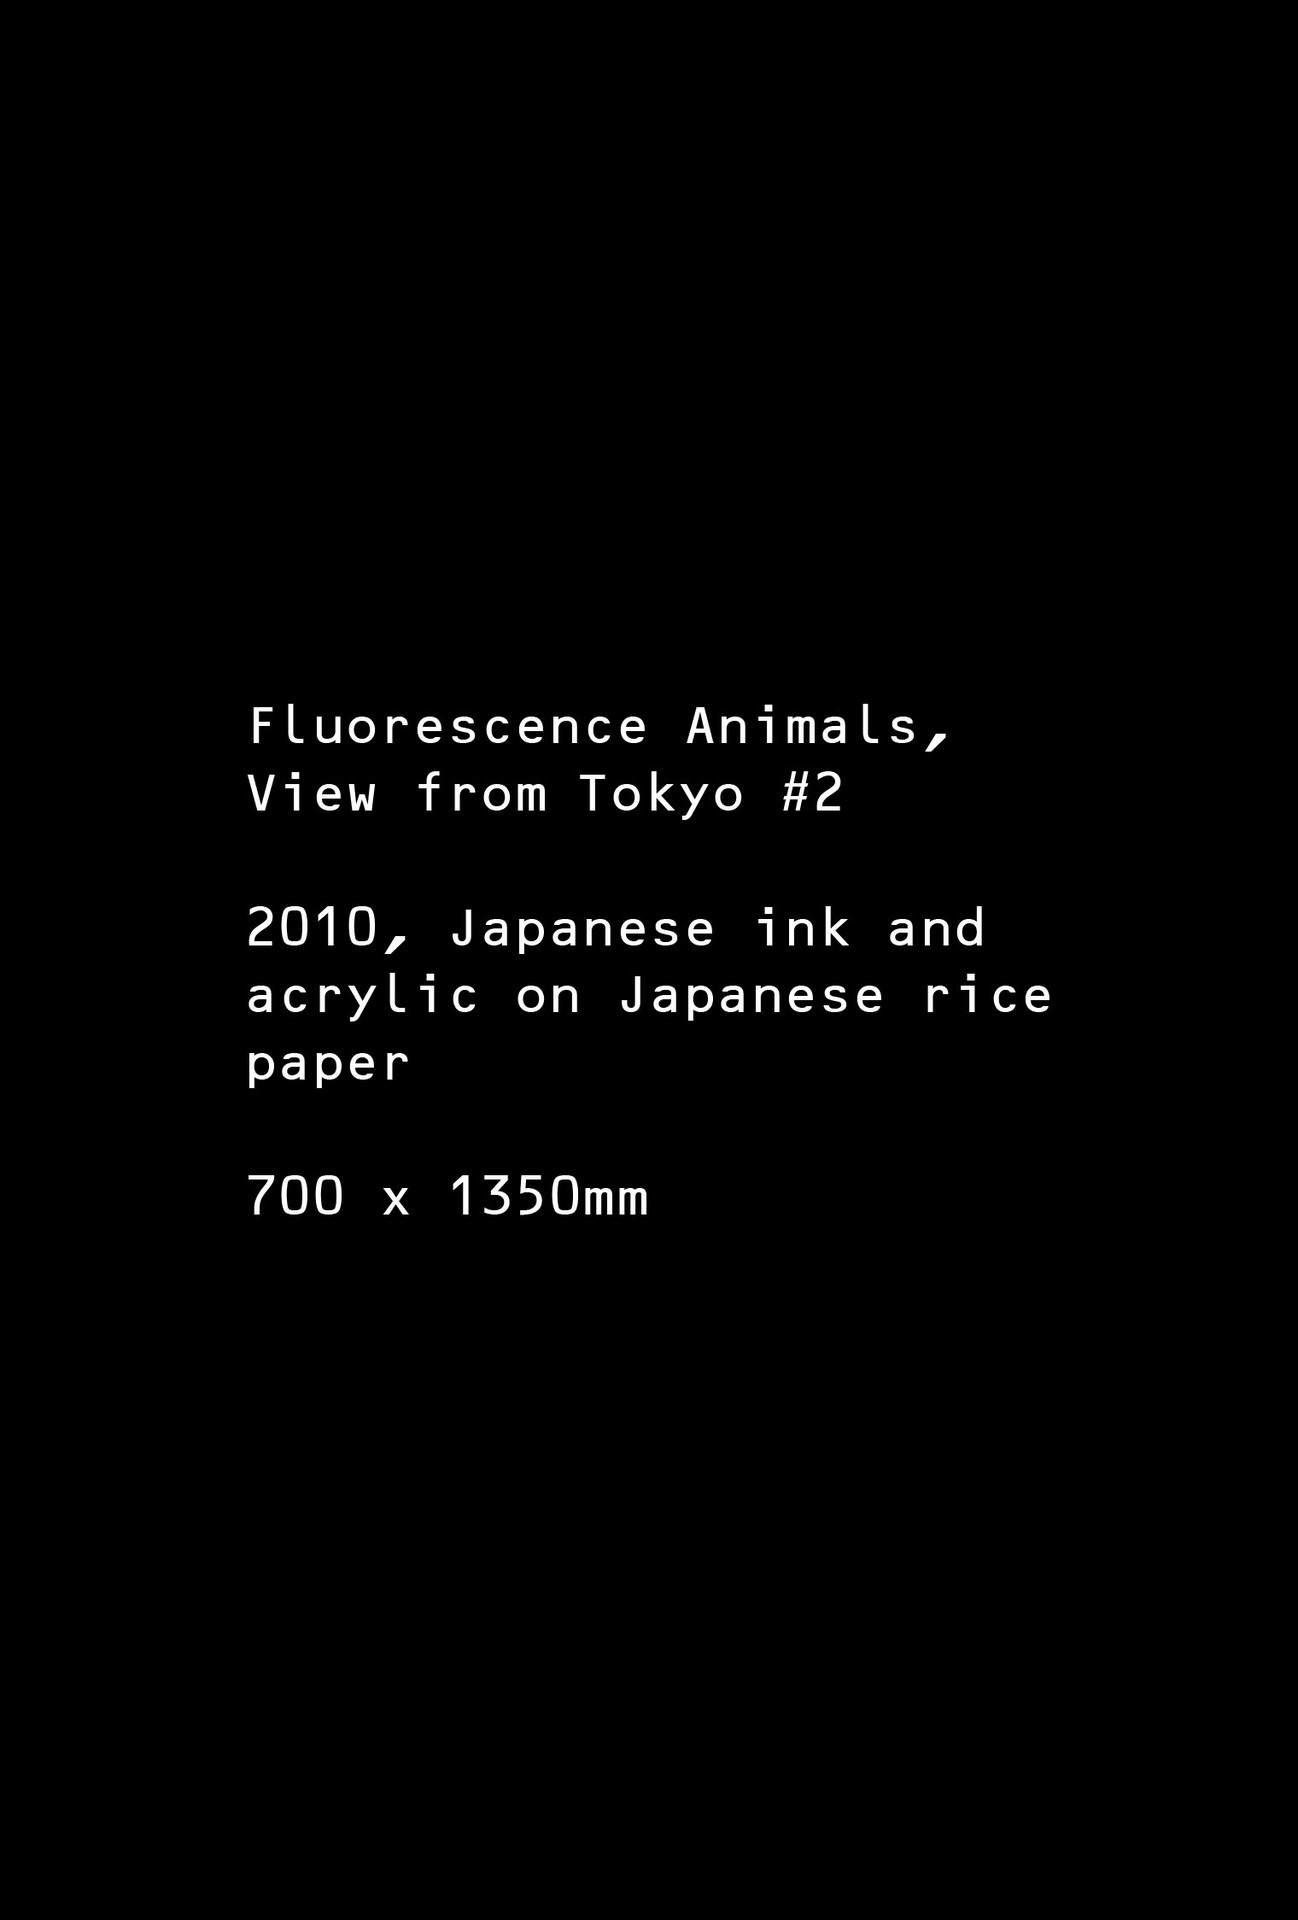 Fluorescence Animals,
View from Tokyo #2
2010, Japanese ink and
acrylic on Japanese rice
paper
700 x 1350mm